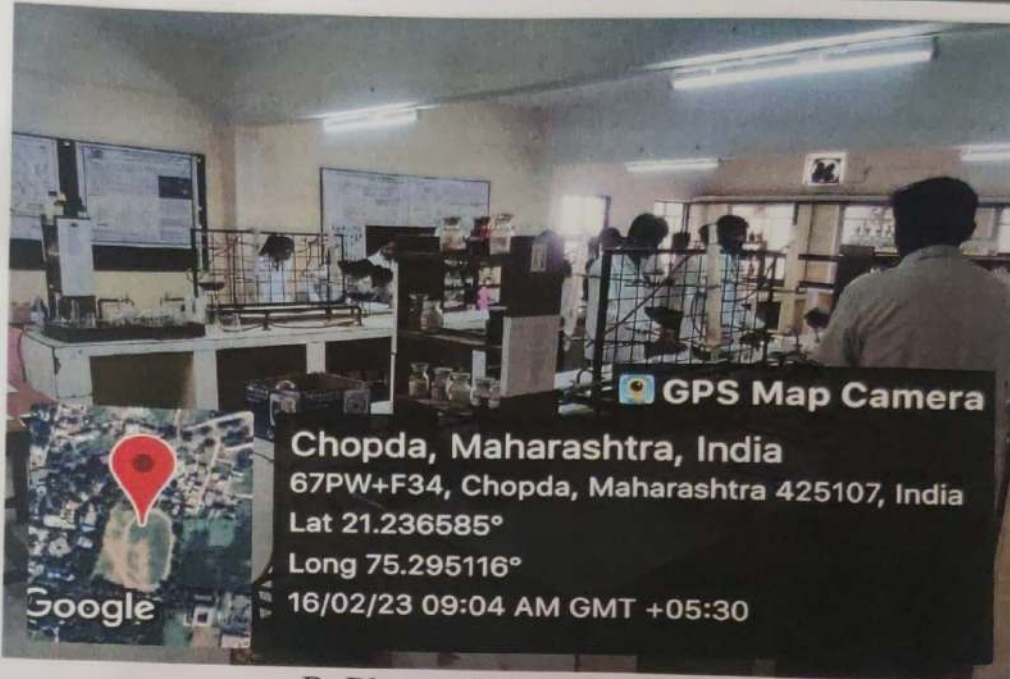 GPS Map Camera
Chopda, Maharashtra, India
67PW+F34, Chopda, Maharashtra 425107, India
Lat 21.236585°
Long 75.295116°
16/02/23 09:04 AM GMT +05:30
Google